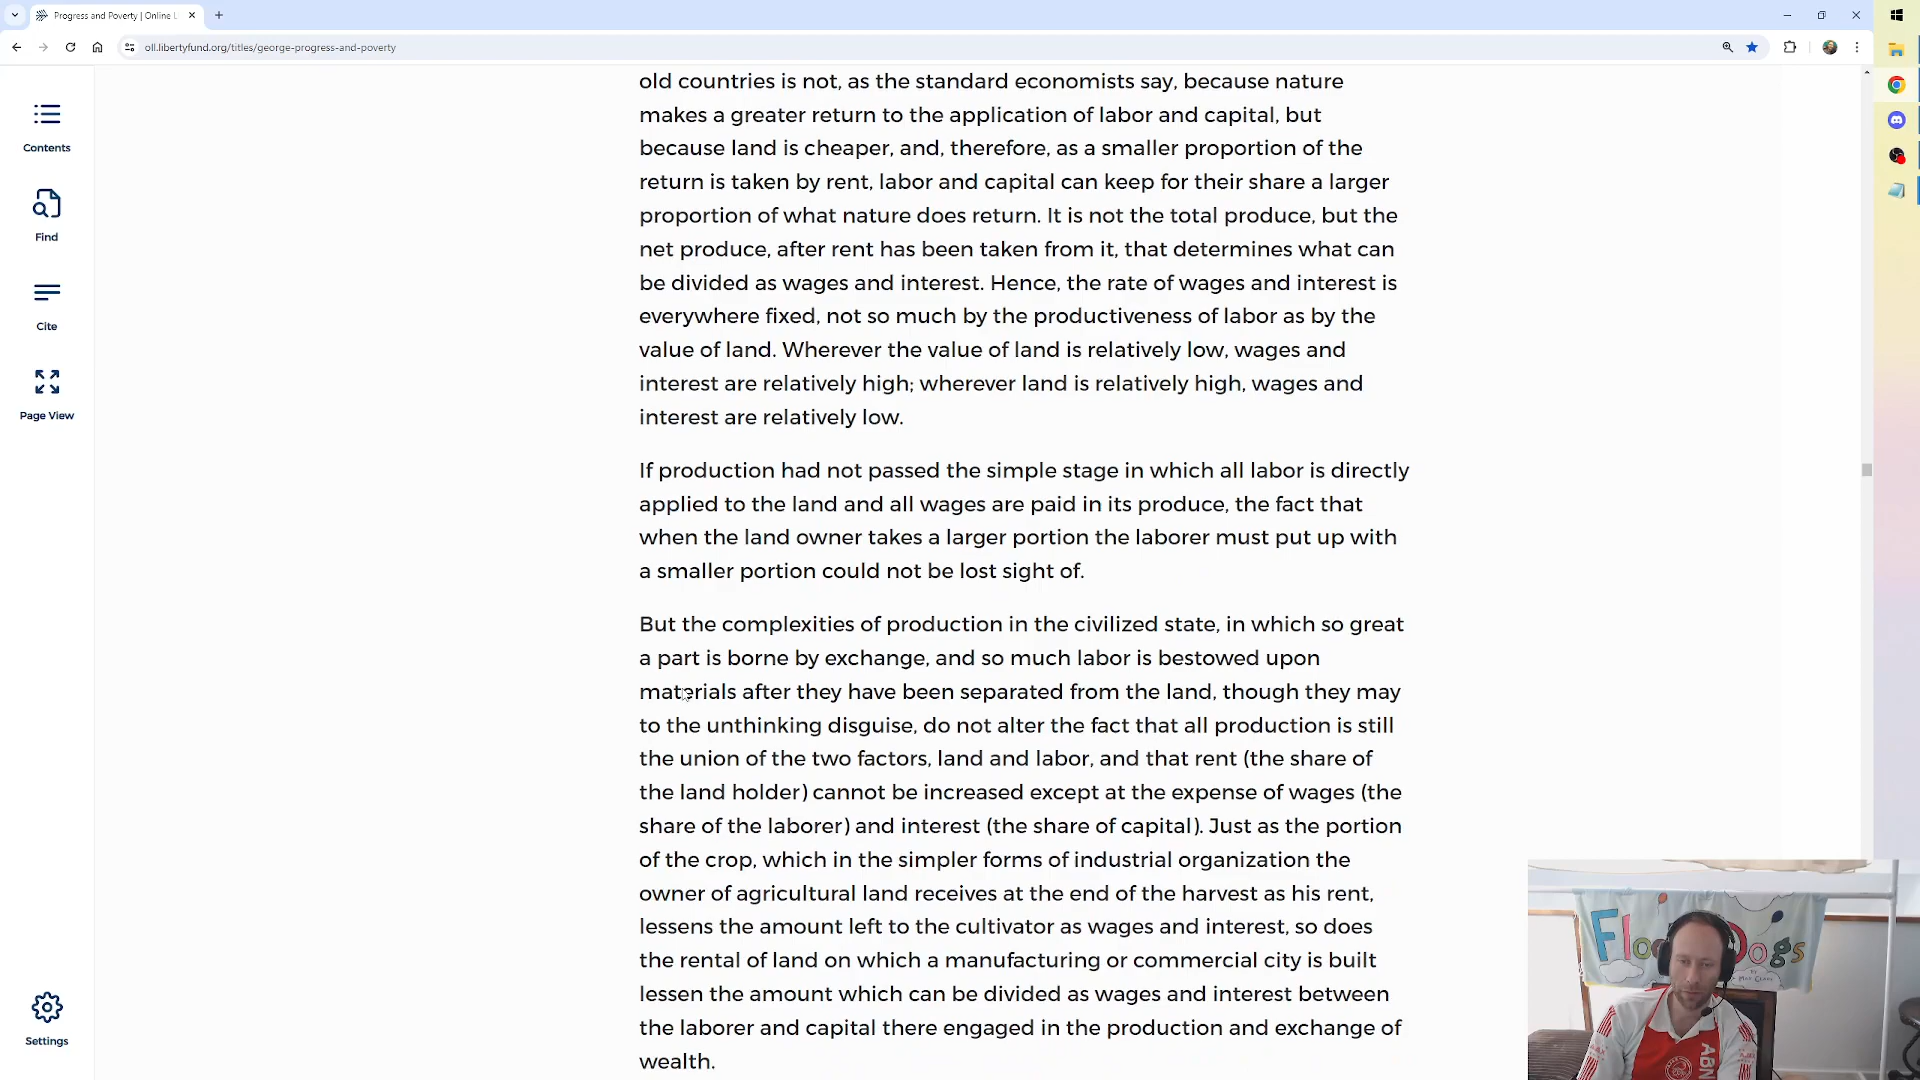 Progress and Poverty | Online L
oll.libertyfund.org/titles/george-progress-and-poverty
Contents
Find
Cite
Page View
Settings
old countries is not, as the standard economists say, because nature
makes a greater return to the application of labor and capital, but
because land is cheaper, and, therefore, as a smaller proportion of the
return is taken by rent, labor and capital can keep for their share a larger
proportion of what nature does return. It is not the total produce, but the
net produce, after rent has been taken from it, that determines what can
be divided as wages and interest. Hence, the rate of wages and interest is
everywhere fixed, not so much by the productiveness of labor as by the
value of land. Wherever the value of land is relatively low, wages and
interest are relatively high; wherever land is relatively high, wages and
interest are relatively low.
If production had not passed the simple stage in which all labor is directly
applied to the land and all wages are paid in its produce, the fact that
when the land owner takes a larger portion the laborer must put up with
a smaller portion could not be lost sight of.
But the complexities of production in the civilized state, in which so great
a part is borne by exchange, and so much labor is bestowed upon
materials after they have been separated from the land, though they may
to the unthinking disguise, do not alter the fact that all production is still
the union of the two factors, land and labor, and that rent (the share of
the land holder) cannot be increased except at the expense of wages (the
share of the laborer) and interest (the share of capital). Just as the portion
of the crop, which in the simpler forms of industrial organization the
owner of agricultural land receives at the end of the harvest as his rent,
lessens the amount left to the cultivator as wages and interest, so does
the rental of land on which a manufacturing or commercial city is built
lessen the amount which can be divided as wages and interest between
the laborer and capital there engaged in the production and exchange of
wealth.
Dogs
ABN